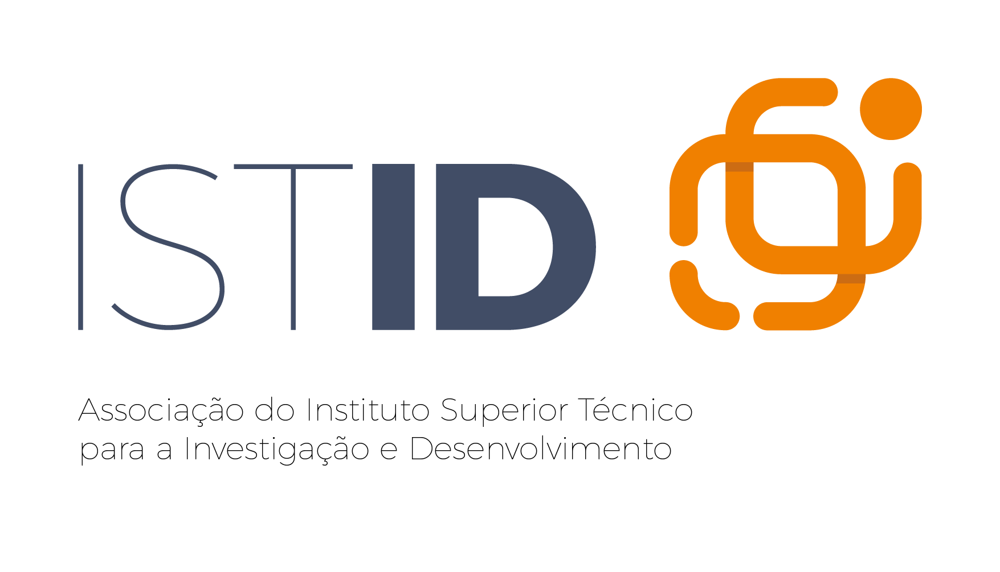 ISTID
Associação do Instituto Superior Técnico
para a Investigação e Desenvolvimento